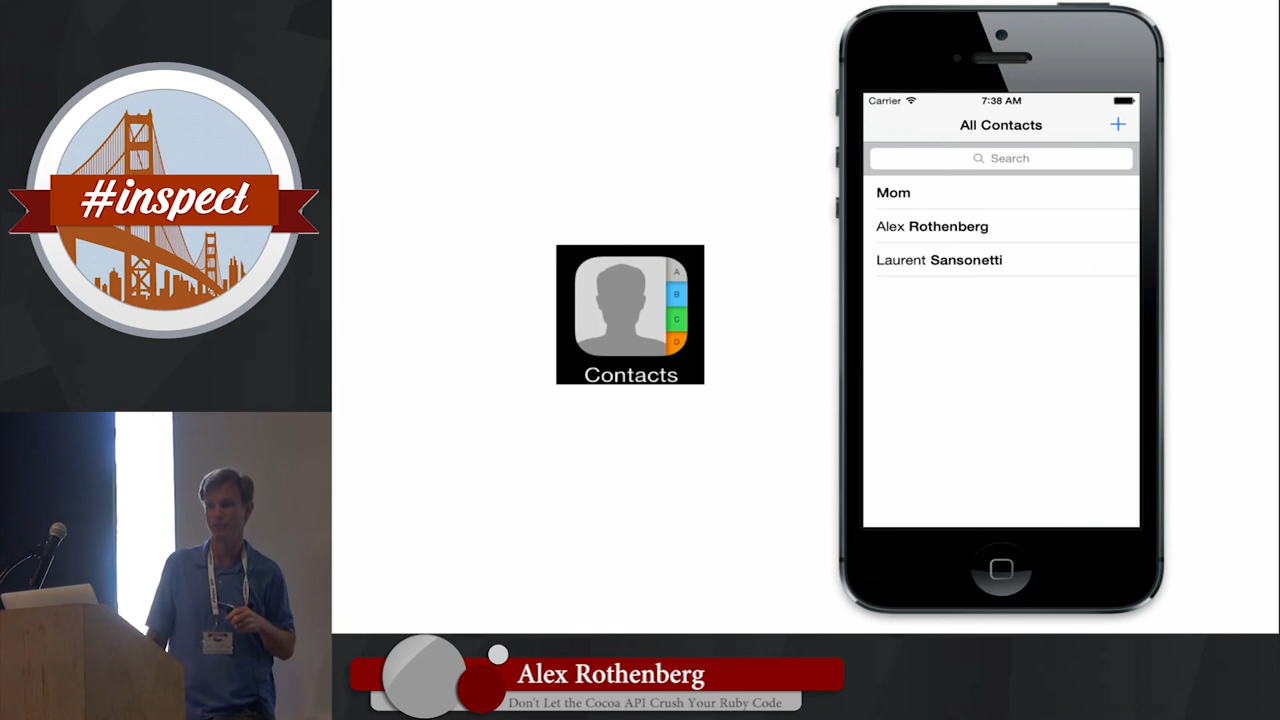 #inspect
Contacts
A
B
C
D
Carrier
7:38 AM
All Contacts
+
Search
Mom
Alex Rothenberg
Laurent Sansonetti
Alex Rothenberg
Don't Let the Cocoa API Crush Your Ruby Code